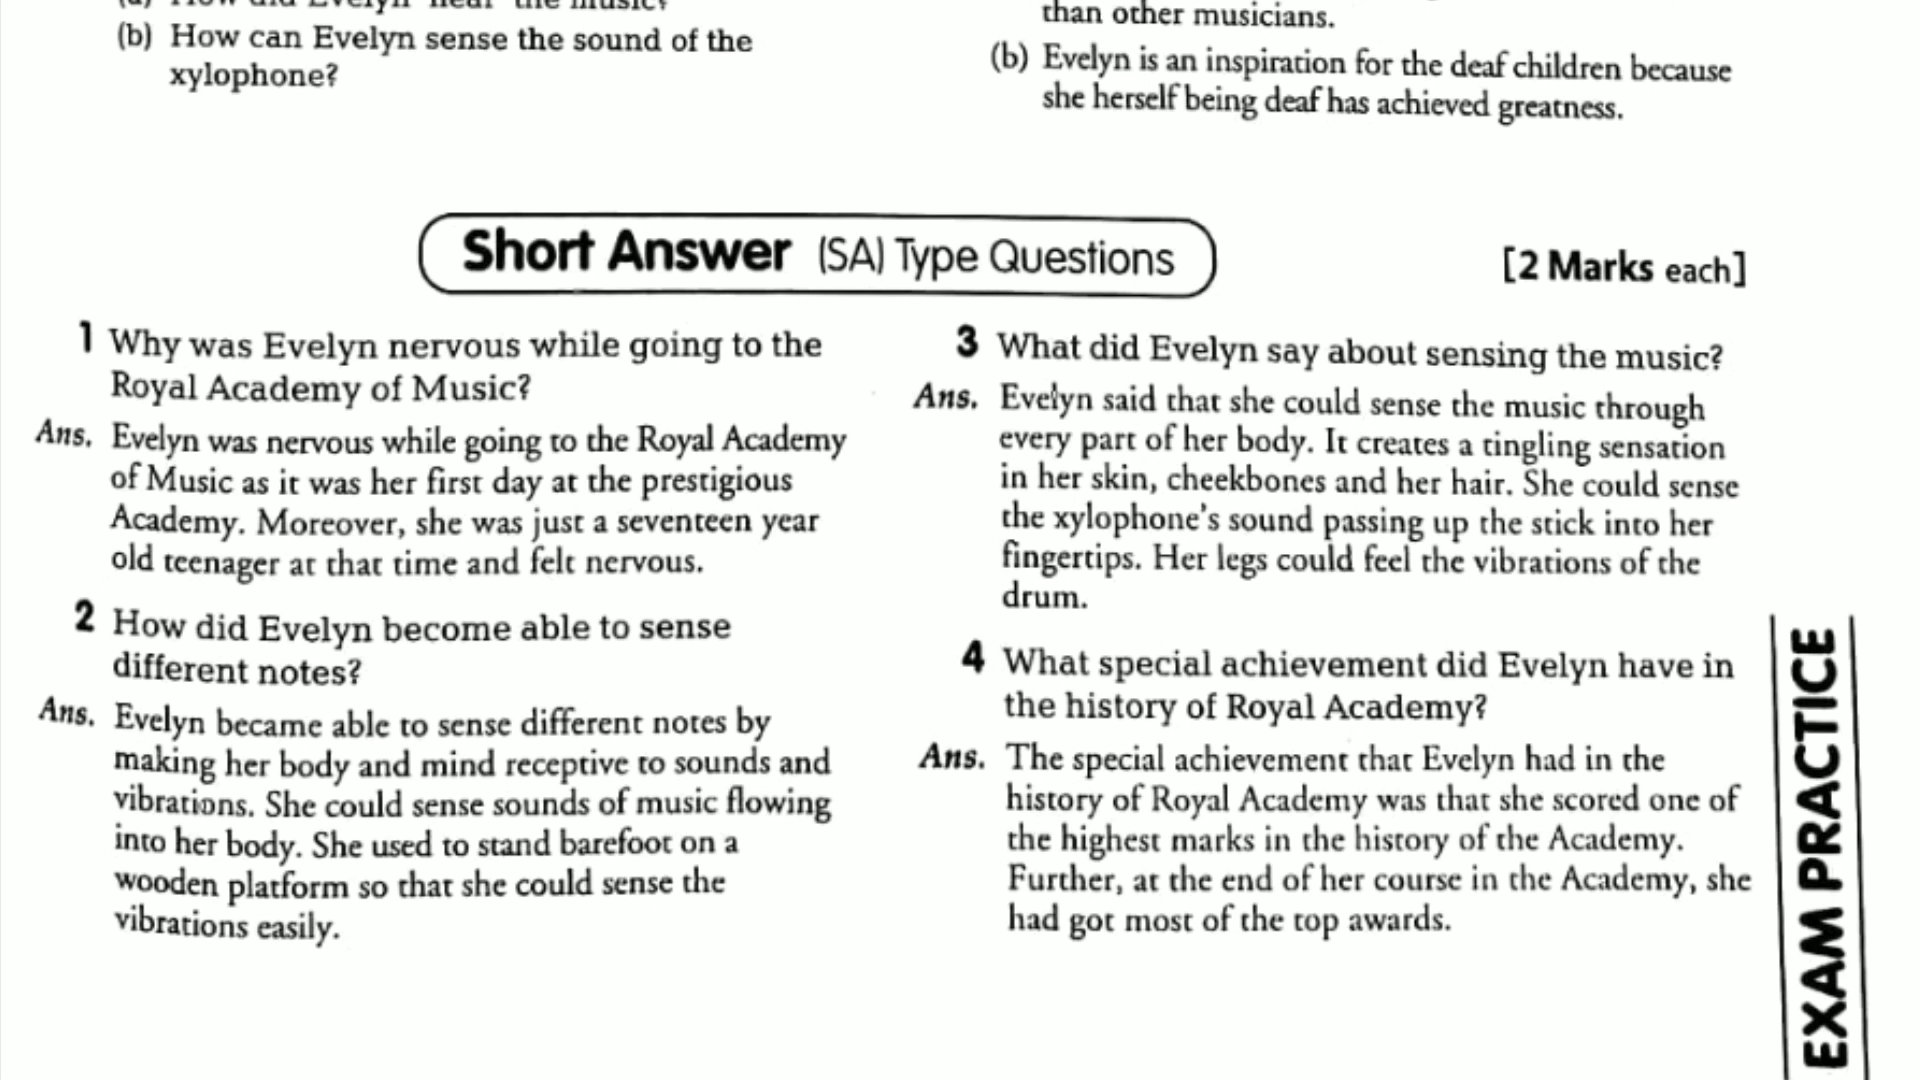 (a) How did Evelyn 'hear' the music?
(b) How can Evelyn sense the sound of the
xylophone?
than other musicians.
(b) Evelyn is an inspiration for the deaf children because
she herself being deaf has achieved greatness.
Short Answer (SA) Type Questions
[2 Marks each]
1 Why was Evelyn nervous while going to the
Royal Academy of Music?
Ans. Evelyn was nervous while going to the Royal Academy
of Music as it was her first day at the prestigious
Academy. Moreover, she was just a seventeen year
old teenager at that time and felt nervous.
2 How did Evelyn become able to sense
different notes?
Ans. Evelyn became able to sense different notes by
making her body and mind receptive to sounds and
vibrations. She could sense sounds of music flowing
into her body. She used to stand barefoot on a
wooden platform so that she could sense the
vibrations easily.
3 What did Evelyn say about sensing the music?
Ans. Evelyn said that she could sense the music through
every part of her body. It creates a tingling sensation
in her skin, cheekbones and her hair. She could sense
the xylophone's sound passing up the stick into her
fingertips. Her legs could feel the vibrations of the
drum.
4 What special achievement did Evelyn have in
the history of Royal Academy?
Ans. The special achievement that Evelyn had in the
history of Royal Academy was that she scored one of
the highest marks in the history of the Academy.
Further, at the end of her course in the Academy, she
had got most of the top awards.
EXAM PRACTICE